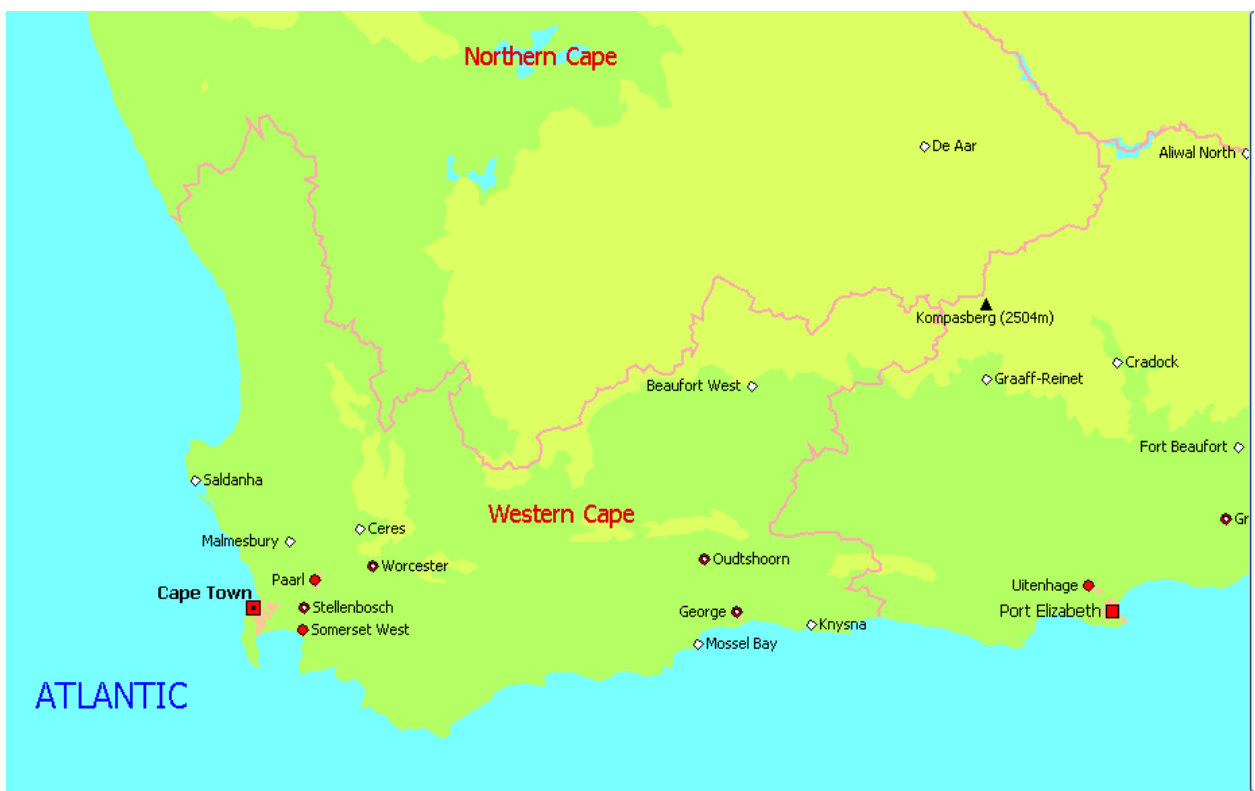 Northern Cape
De Aar
Aliwal North
Kompasberg (2504m)
Cradock
Beaufort West
Graaff-Reinet
Fort Beaufort
Saldanha
Western Cape
Gr
Ceres
Malmesbury
Oudtshoorn
Worcester
Paarl
Uitenhage
Cape Town
Stellenbosch
George
Port Elizabeth
Knysna
Somerset West
Mossel Bay
ATLANTIC